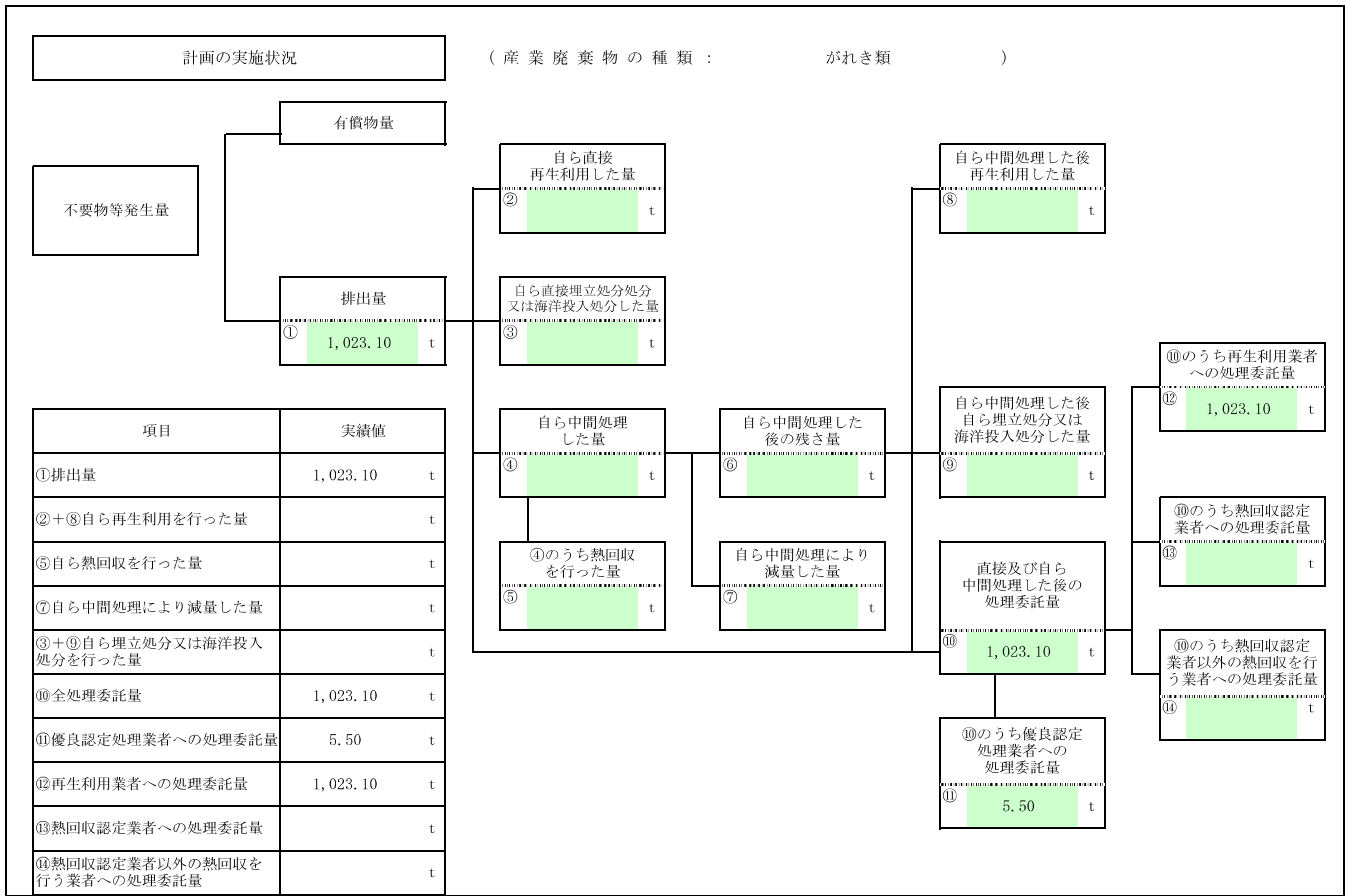 計画の実施状況
（産業廃棄物の種類： がれき類 ）
有償物量
不要物等発生量
排出量
① 1,023.10 t
自ら直接
再生利用した量
② t
自ら直接埋立処分処分
又は海洋投入処分した量
③ t
自ら中間処理
した量
④ t
④のうち熱回収
を行った量
⑤ t
自ら中間処理した
後の残さ量
⑥ t
自ら中間処理により
減量した量
⑦ t
自ら中間処理した後
再生利用した量
⑧ t
自ら中間処理した後
自ら埋立処分又は
海洋投入処分した量
⑨ t
直接及び自ら
中間処理した後の
処理委託量
⑩ 1,023.10 t
⑩のうち優良認定
処理業者への
処理委託量
⑪ 5.50 t
⑩のうち再生利用業者
への処理委託量
⑫ 1,023.10 t
⑩のうち熱回収認定
業者への処理委託量
⑬ t
⑩のうち熱回収認定
業者以外の熱回収を行
う業者への処理委託量
⑭ t
項目 実績値
①排出量 1,023.10 t
②＋⑧自ら再生利用を行った量 t
⑤自ら熱回収を行った量 t
⑦自ら中間処理により減量した量 t
③＋⑨自ら埋立処分又は海洋投入
処分を行った量 t
⑩全処理委託量 1,023.10 t
⑪優良認定処理業者への処理委託量 5.50 t
⑫再生利用業者への処理委託量 1,023.10 t
⑬熱回収認定業者への処理委託量 t
⑭熱回収認定業者以外の熱回収を
行う業者への処理委託量 t